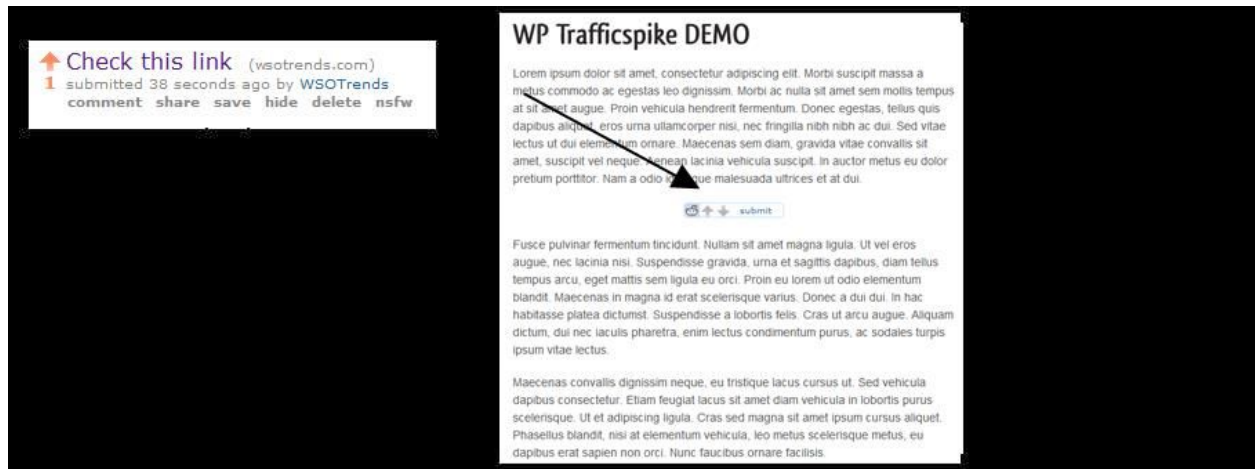 Check this link (wsotrends.com)
1 submitted 38 seconds ago by WSOTrends
comment share save hide delete nsfw
WP Trafficspike DEMO
Lorem ipsum dolor sit amet, consectetur adipiscing elit. Morbi suscipit massa a
metus commodo ac egestas leo dignissim. Morbi ac nulla sit amet sem mollis tempus
at sit amet augue. Proin vehicula hendrerit fermentum. Donec egestas, tellus quis
dapibus aliquet, eros urna ullamcorper nisi, nec fringilla nibh nibh ac dui. Sed vitae
lectus ut dui elementum ornare. Maecenas sem diam, gravida vitae convallis sit
amet, suscipit vel neque. Aenean lacinia vehicula suscipit. In auctor metus eu dolor
pretium porttitor. Nam a odio malesuada ultrices et at dui.
submit
Fusce pulvinar fermentum tincidunt. Nullam sit amet magna ligula. Ut vel eros
augue, nec lacinia nisi. Suspendisse gravida, urna et sagittis dapibus, diam tellus
tempus arcu, eget mattis sem ligula eu orci. Proin eu lorem ut odio elementum
blandit. Maecenas in magna id erat scelerisque varius. Donec a dui dui. In hac
habitasse platea dictumst. Suspendisse a lobortis felis. Cras ut arcu augue. Aliquam
dictum, dui nec iaculis pharetra, enim lectus condimentum purus, ac sodales turpis
ipsum vitae lectus.
Maecenas convallis dignissim neque, eu tristique lacus cursus ut. Sed vehicula
dapibus consectetur. Etiam feugiat lacus sit amet diam vehicula in lobortis purus
scelerisque. Ut et adipiscing ligula. Cras sed magna sit amet ipsum cursus aliquet.
Phasellus blandit, nisi at elementum vehicula, leo metus scelerisque metus, eu
dapibus erat sapien non orci. Nunc faucibus ornare facilisis.